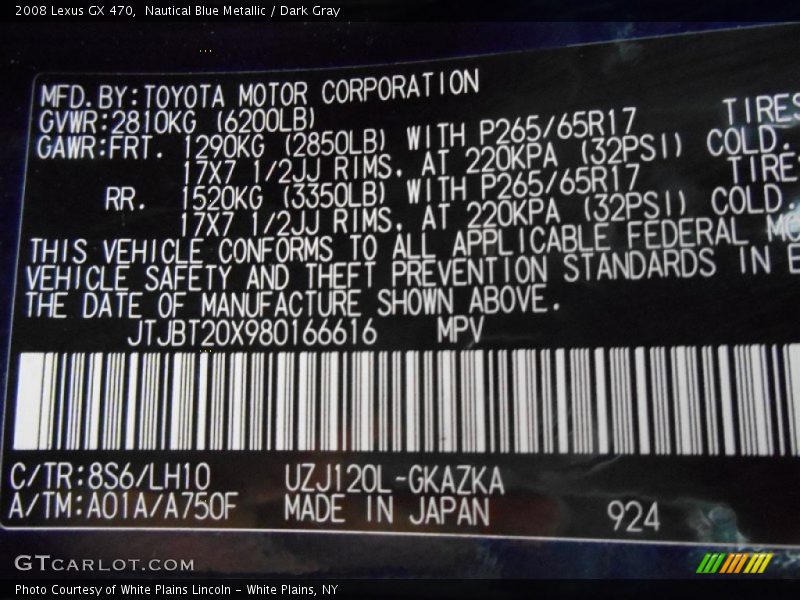 2008 Lexus GX 470,  Nautical Blue Metallic / Dark Gray
MFD.BY:TOYOTA MOTOR CORPORATION
GVWR:2810KG (6200LB)
GAWR:FRT. 1290KG (2850LB) WITH P265/65R17 TIRES
17X7 1/2JJ RIMS, AT 220KPA (32PSI) COLD.
RR. 1520KG (3350LB) WITH P265/65R17 TIRE
17X7 1/2JJ RIMS, AT 220KPA (32PSI) COLD.
THIS VEHICLE CONFORMS TO ALL APPLICABLE FEDERAL MO
VEHICLE SAFETY AND THEFT PREVENTION STANDARDS IN E
THE DATE OF MANUFACTURE SHOWN ABOVE.
JTJBT20X980166616 MPV
C/TR:8S6/LH10 UZJ120L-GKAZKA
A/TM:A01A/A750F MADE IN JAPAN 924
GTCARLOT.COM
Photo Courtesy of White Plains Lincoln - White Plains, NY